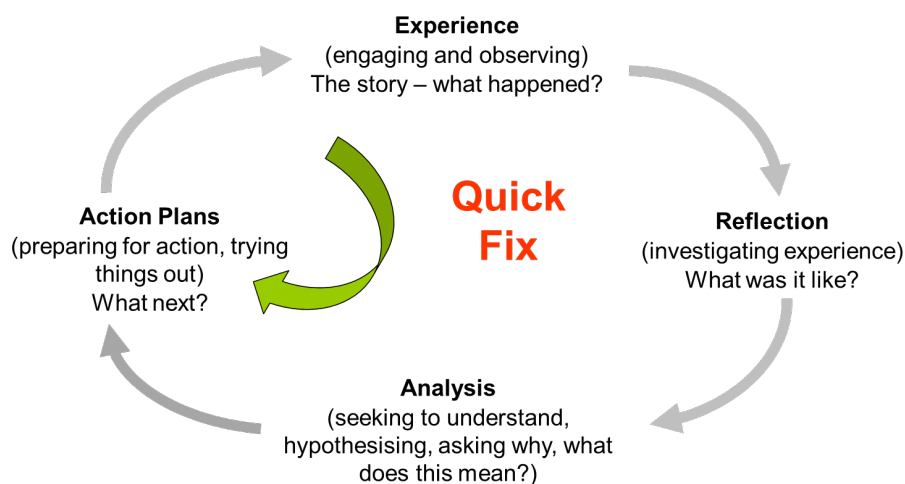 Experience
(engaging and observing)
The story – what happened?
Quick
Fix
Action Plans
(preparing for action, trying
things out)
What next?
Reflection
(investigating experience)
What was it like?
Analysis
(seeking to understand,
hypothesising, asking why, what
does this mean?)